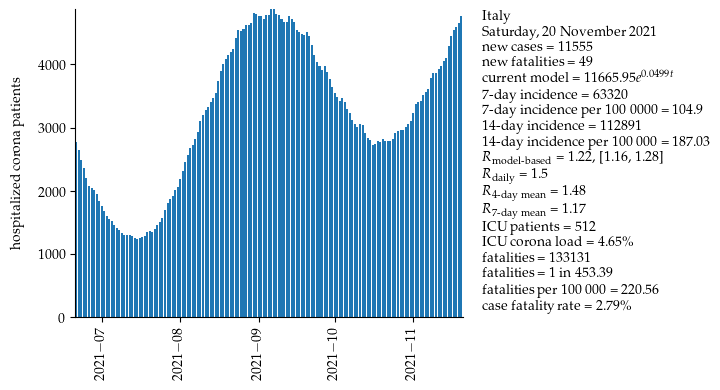 hospitalized corona patients
4000
3000
2000
1000
0
2021−07
2021−08
2021−09
2021−10
2021−11
Italy
Saturday, 20 November 2021
new cases = 11555
new fatalities = 49
current model = 11665.95e^0.0499t
7-day incidence = 63320
7-day incidence per 100 0000 = 104.9
14-day incidence = 112891
14-day incidence per 100 000 = 187.03
R model-based = 1.22, [1.16, 1.28]
R daily = 1.5
R 4-day mean = 1.48
R 7-day mean = 1.17
ICU patients = 512
ICU corona load = 4.65%
fatalities = 133131
fatalities = 1 in 453.39
fatalities per 100 000 = 220.56
case fatality rate = 2.79%